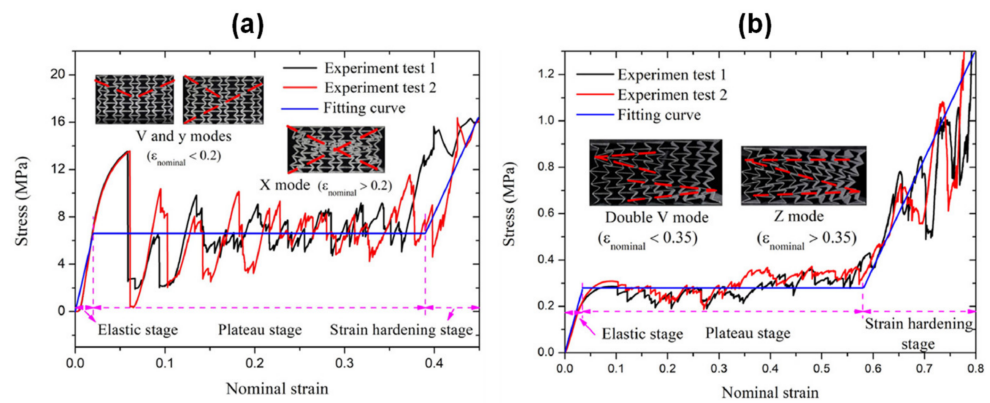 (a)
20
16
12
8
4
0
Stress (MPa)
Experiment test 1
Experiment test 2
Fitting curve
V and y modes
(εnominal < 0.2)
X mode (εnominal > 0.2)
Elastic stage
Plateau stage
Strain hardening stage
0.0 0.1 0.2 0.3 0.4
Nominal strain
(b)
1.2
1.0
0.8
0.6
0.4
0.2
0.0
Stress (MPa)
Experimen test 1
Experimen test 2
Fitting curve
Double V mode
(εnominal < 0.35)
Z mode
(εnominal > 0.35)
Elastic stage
Plateau stage
Strain hardening
stage
0.0 0.1 0.2 0.3 0.4 0.5 0.6 0.7 0.8
Nominal strain